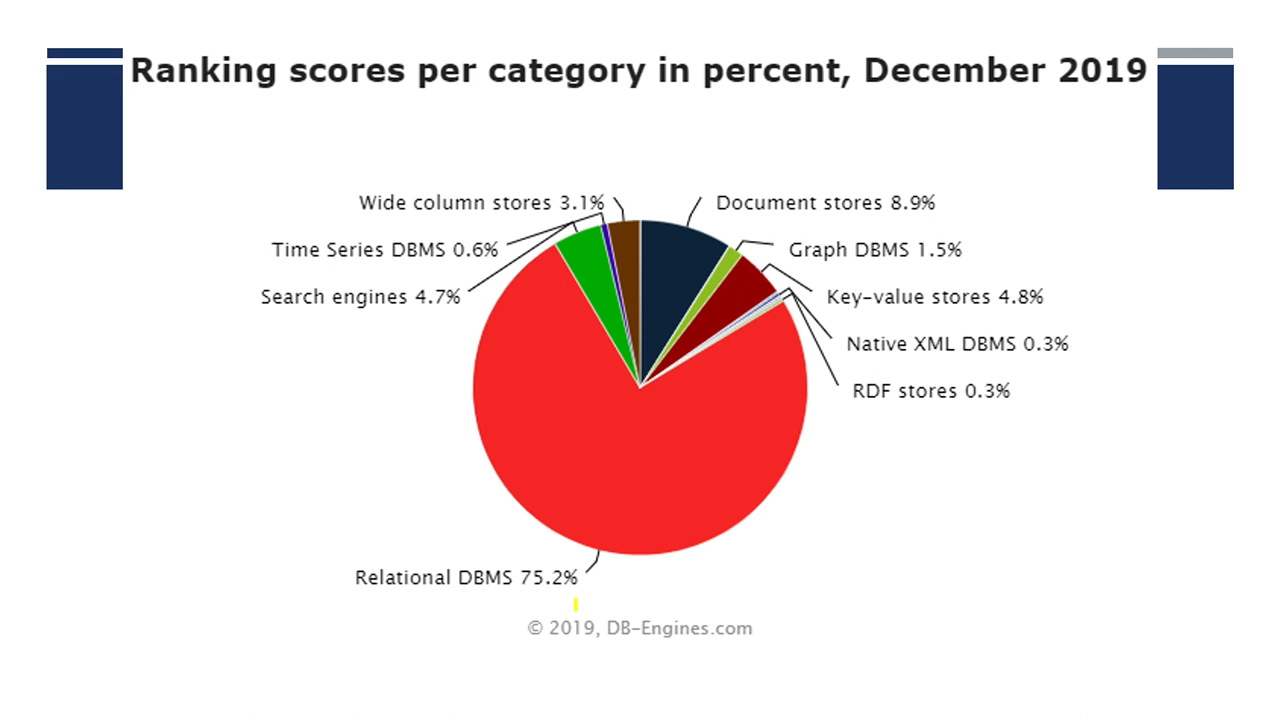 Ranking scores per category in percent, December 2019
Wide column stores 3.1%
Document stores 8.9%
Time Series DBMS 0.6%
Graph DBMS 1.5%
Search engines 4.7%
Key-value stores 4.8%
Native XML DBMS 0.3%
RDF stores 0.3%
Relational DBMS 75.2%
© 2019, DB-Engines.com